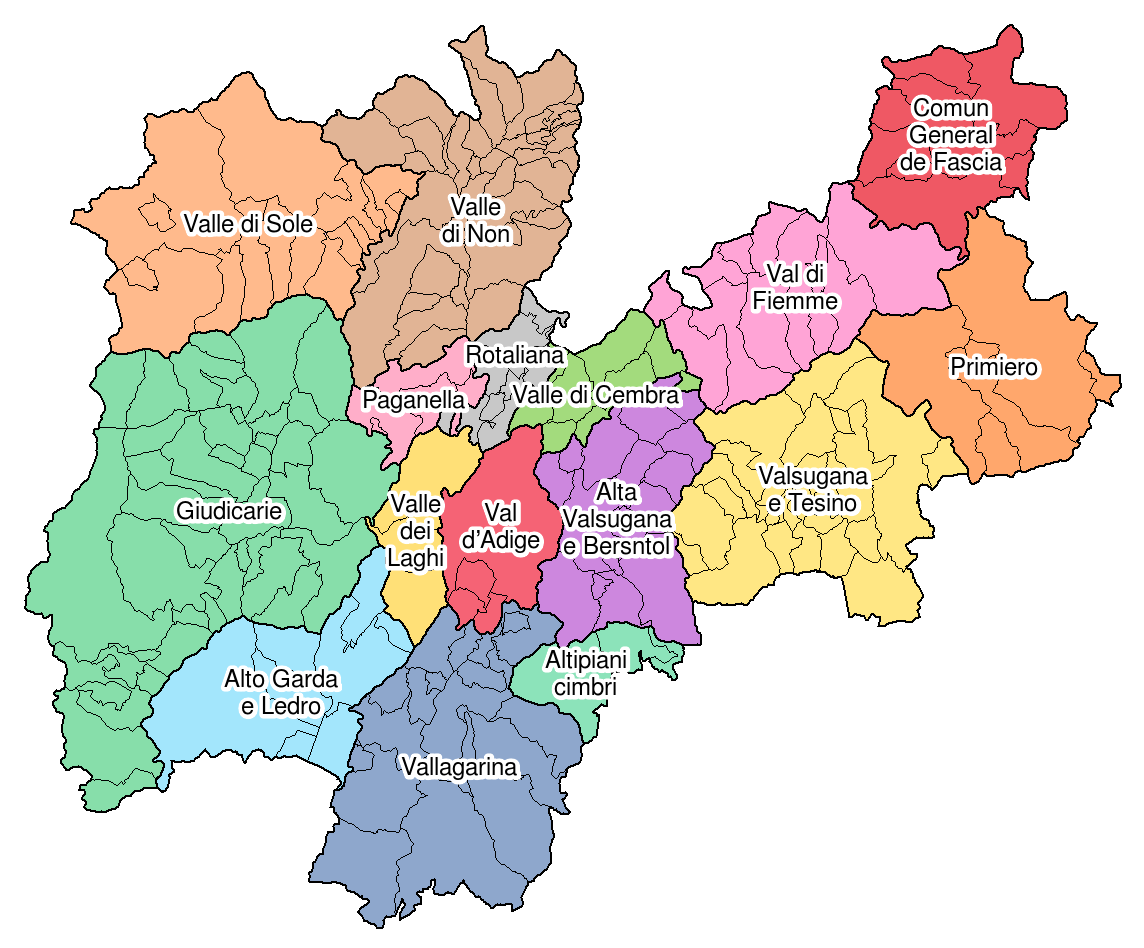 Comun
General
de Fascia
Valle di Sole
Valle
di Non
Val di
Fiemme
Rotaliana
Primiero
Paganella
Valle di Cembra
Giudicarie
Valle
dei
Laghi
Val
d'Adige
Alta
Valsugana
e Bersntol
Valsugana
e Tesino
Alto Garda
e Ledro
Altipiani
cimbri
Vallagarina